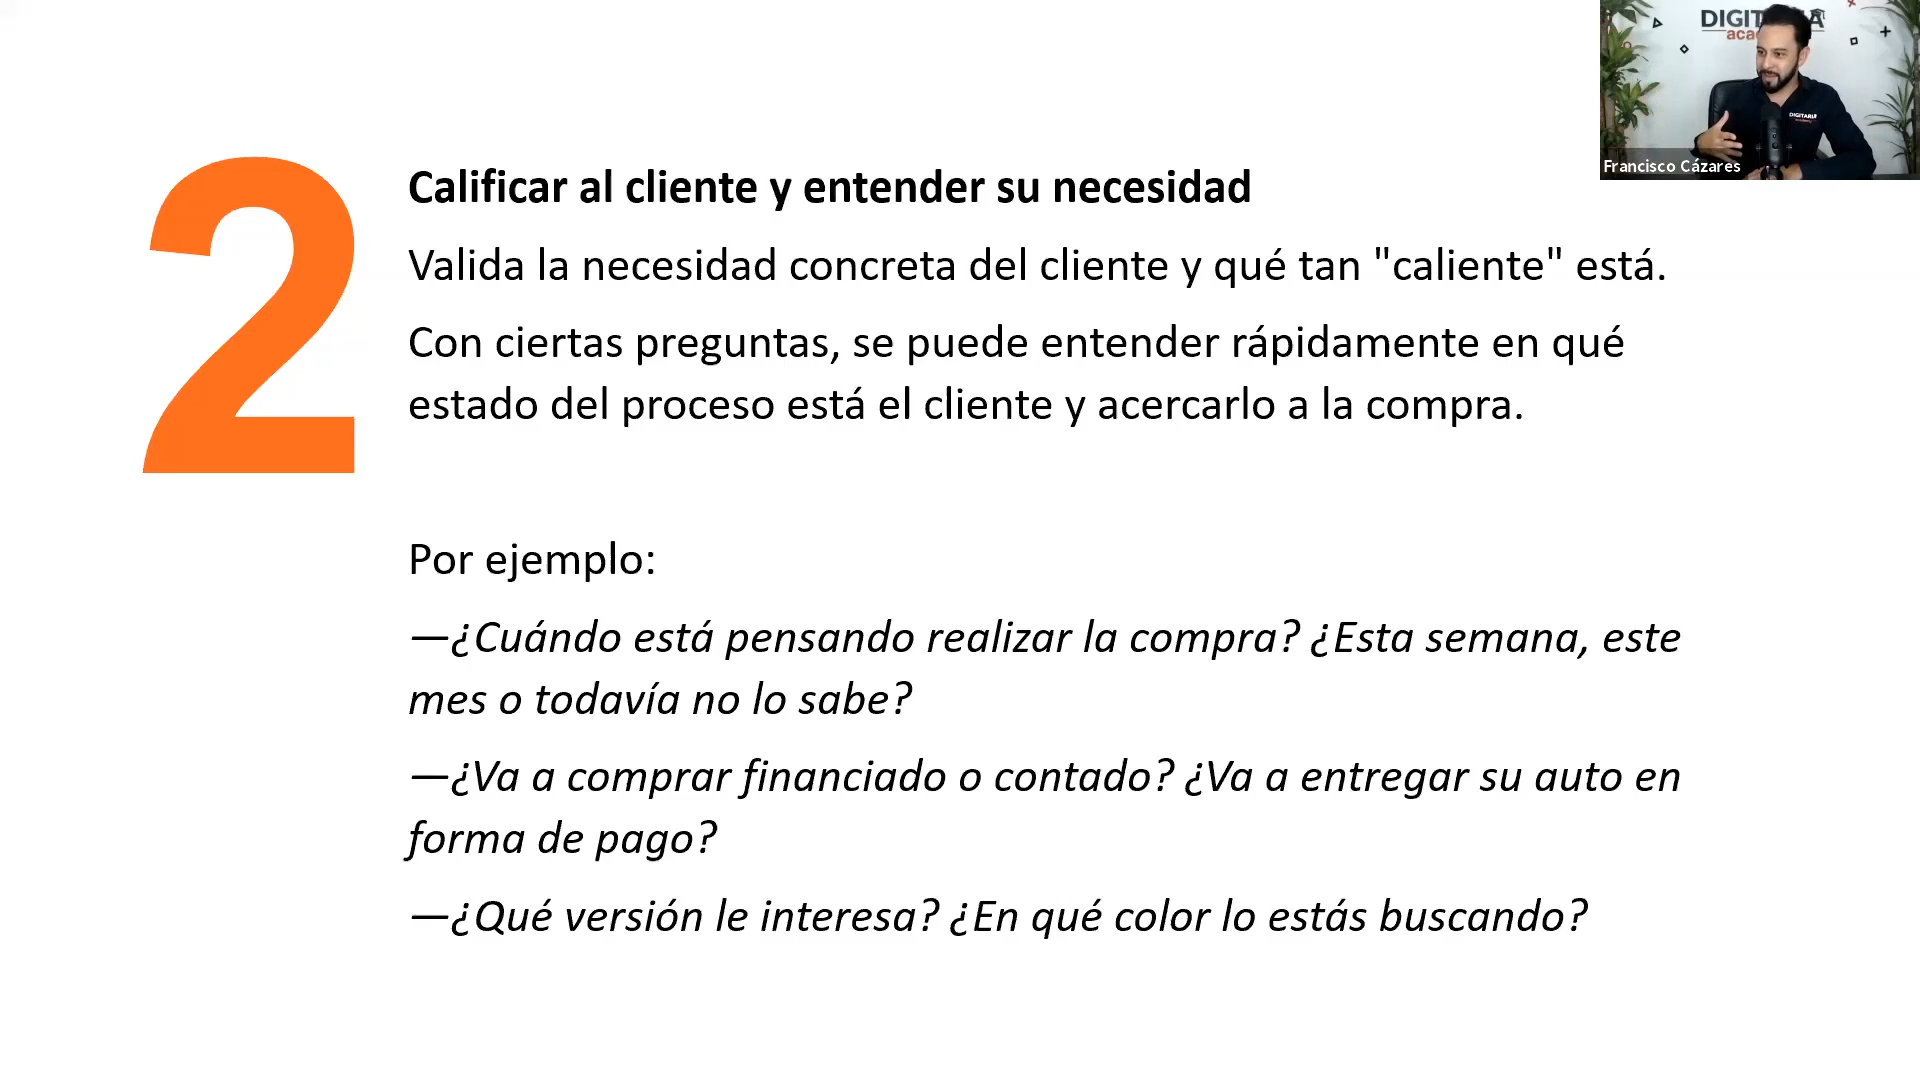 2
Calificar al cliente y entender su necesidad
Valida la necesidad concreta del cliente y qué tan "caliente" está.
Con ciertas preguntas, se puede entender rápidamente en qué
estado del proceso está el cliente y acercarlo a la compra.
Por ejemplo:
—¿Cuándo está pensando realizar la compra? ¿Esta semana, este
mes o todavía no lo sabe?
—¿Va a comprar financiado o contado? ¿Va a entregar su auto en
forma de pago?
—¿Qué versión le interesa? ¿En qué color lo estás buscando?
Francisco Cázares
DIGITARIA